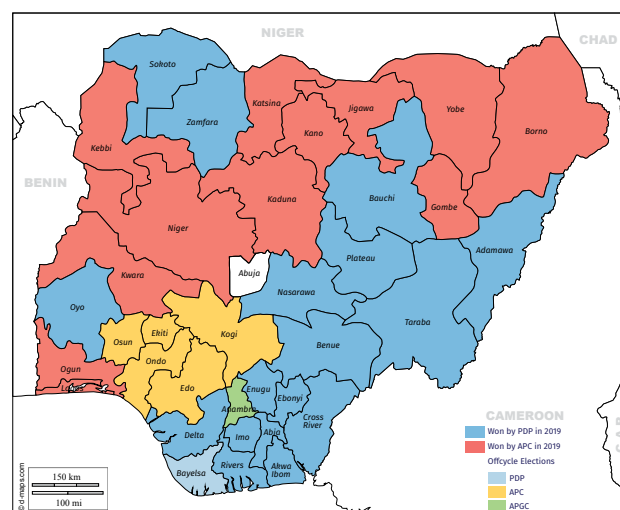 NIGER
CHAD
Sokoto
Zamfara
Katsina
Jigawa
Yobe
Borno
Kano
Kebbi
BENIN
Kaduna
Bauchi
Gombe
Niger
Adamawa
Plateau
Abuja
Kwara
Nasarawa
Oyo
Taraba
Kogi
Ekiti
Osun
Benue
Ondo
Ogun
Edo
Lagos
Enugu
Ebonyi
Anambra
Cross
River
CAMEROON
Delta
Imo
Abia
Bayelsa
Rivers
Akwa
Ibom
Won by PDP in 2019
Won by APC in 2019
Offcycle Elections
PDP
APC
APGC
150 km
100 mi
© d-maps.com